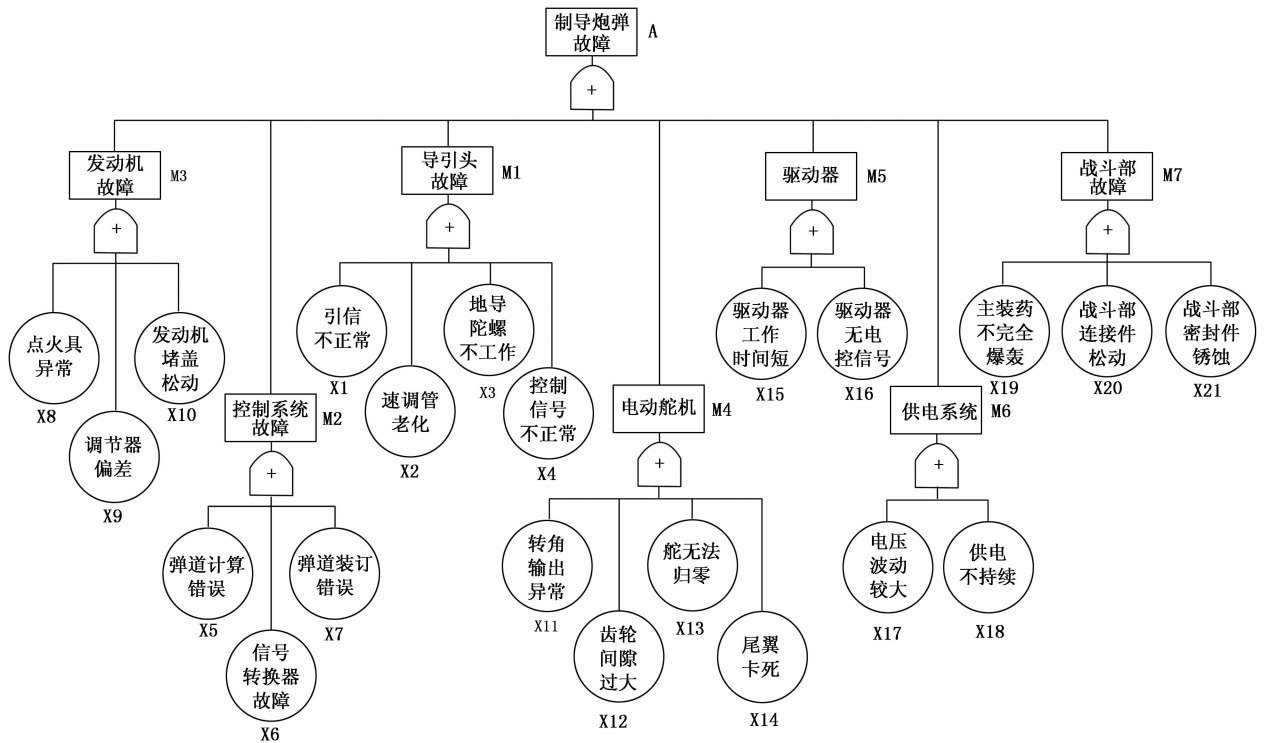 制导炮弹
故障
A
+
发动机
故障
M3
+
点火具
异常
X8
调节器
偏差
X9
发动机
堵盖
松动
X10
控制系统
故障
M2
+
弹道计算
错误
X5
信号
转换器
故障
X6
弹道装订
错误
X7
导引头
故障
M1
+
引信
不正常
X1
速调管
老化
X2
地导
陀螺
不工作
X3
控制
信号
不正常
X4
电动舵机
M4
+
转角
输出
异常
X11
齿轮
间隙
过大
X12
舵无法
归零
X13
尾翼
卡死
X14
驱动器
M5
+
驱动器
工作
时间短
X15
驱动器
无电
控信号
X16
供电系统
M6
+
电压
波动
较大
X17
供电
不持续
X18
战斗部
故障
M7
+
主装药
不完全
爆轰
X19
战斗部
连接件
松动
X20
战斗部
密封件
锈蚀
X21